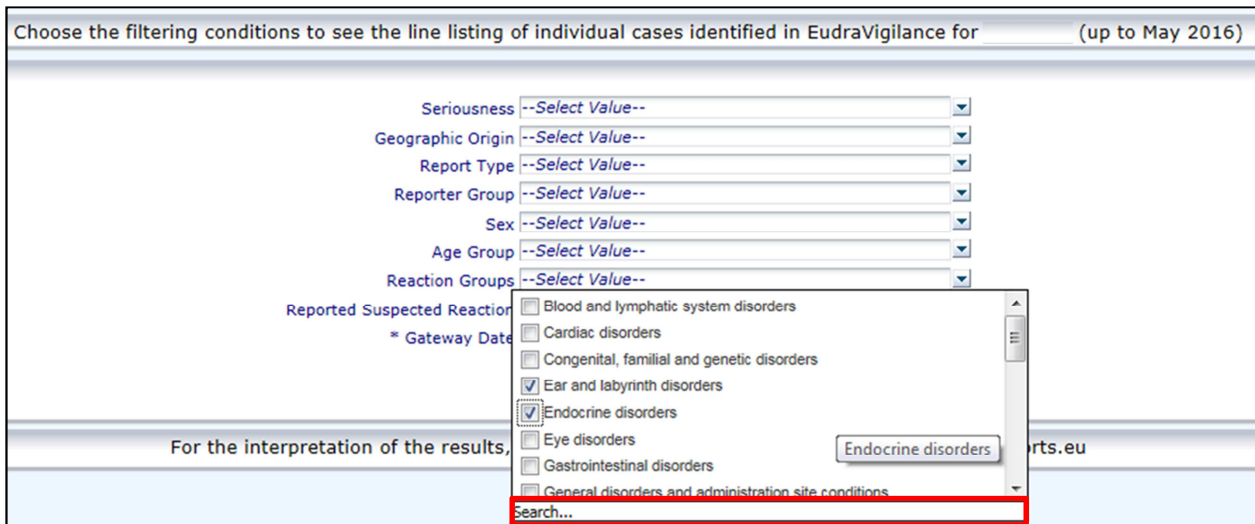 Choose the filtering conditions to see the line listing of individual cases identified in EudraVigilance for (up to May 2016)
Seriousness --Select Value--
Geographic Origin --Select Value--
Report Type --Select Value--
Reporter Group --Select Value--
Sex --Select Value--
Age Group --Select Value--
Reaction Groups --Select Value--
Reported Suspected Reaction
* Gateway Date
Blood and lymphatic system disorders
Cardiac disorders
Congenital, familial and genetic disorders
Ear and labyrinth disorders
Endocrine disorders
Eye disorders
Gastrointestinal disorders
General disorders and administration site conditions
Search...
Endocrine disorders
For the interpretation of the results, rts.eu